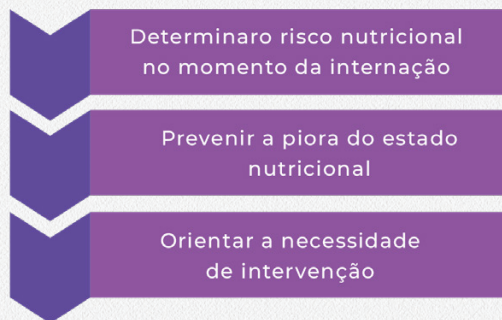 Determinaro risco nutricional
no momento da internação
Prevenir a piora do estado
nutricional
Orientar a necessidade
de intervenção